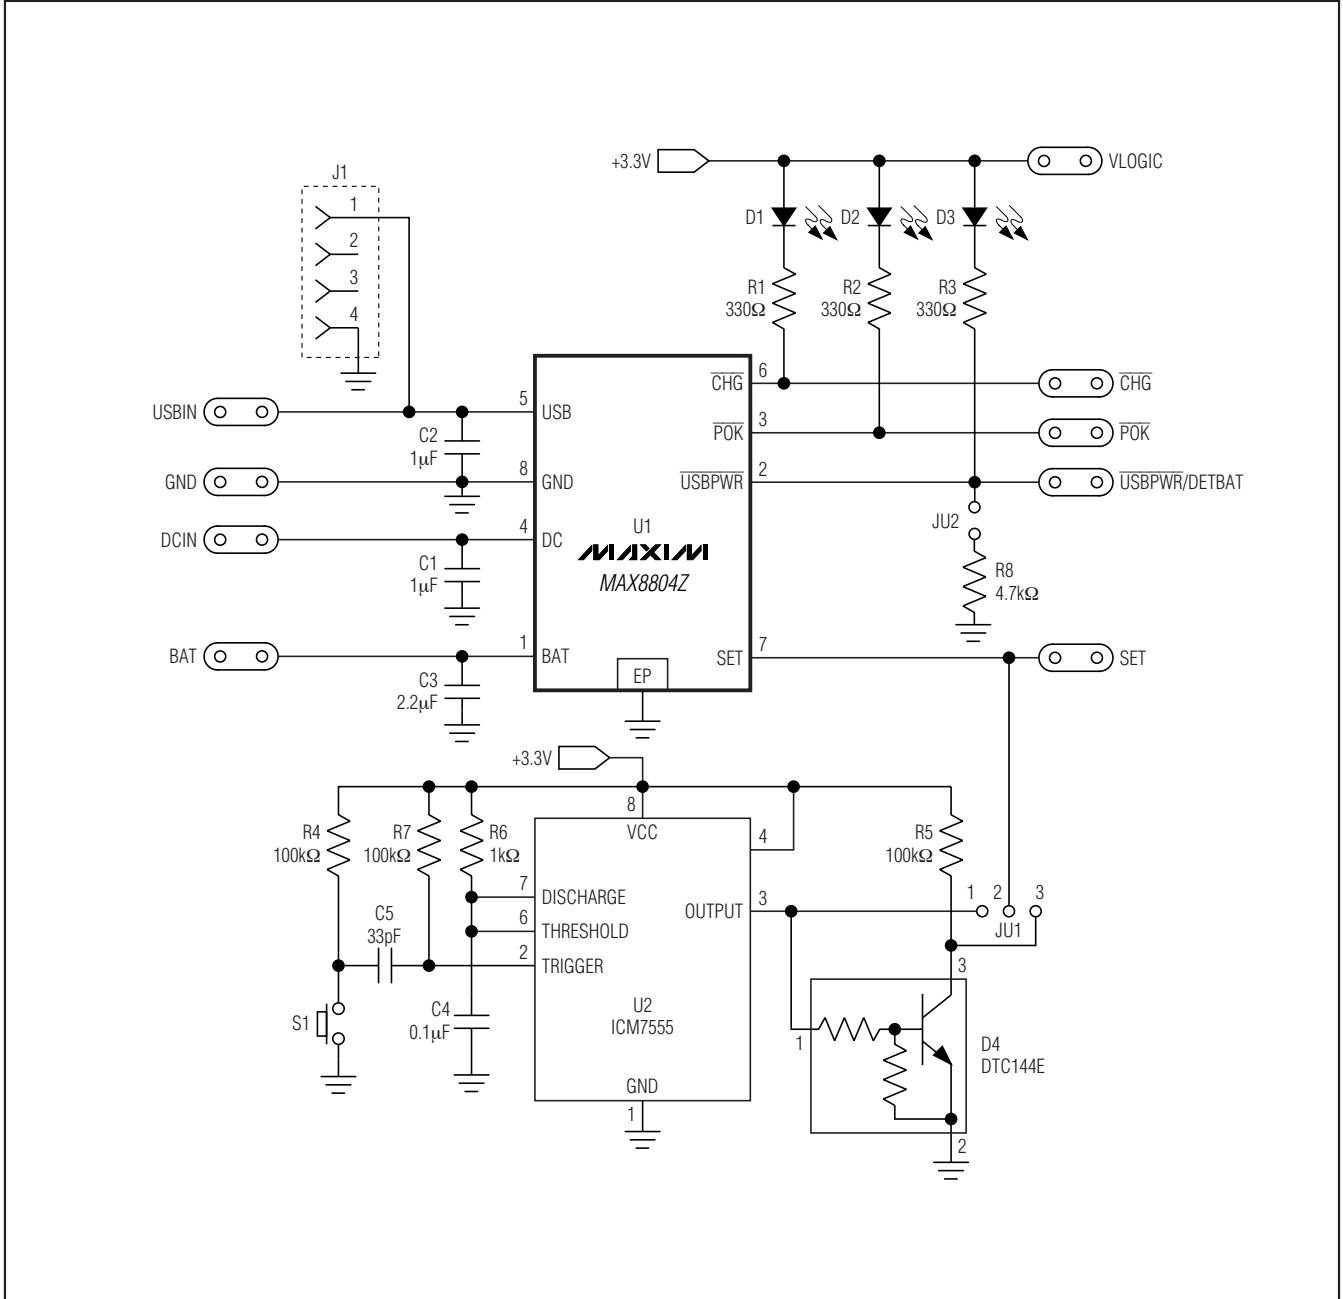 +3.3V
VLOGIC
J1
1
2
3
4
D1
D2
D3
R1
330Ω
R2
330Ω
R3
330Ω
6
CHG
CHG
USBIN
5
USB
C2
1µF
3
POK
POK
GND
8
GND
2
USBPWR
USBPWR/DETBAT
JU2
DCIN
4
DC
U1
MAXIM
MAX8804Z
C1
1µF
R8
4.7kΩ
BAT
1
BAT
7
SET
SET
EP
C3
2.2µF
+3.3V
8
VCC
R4
100kΩ
R7
100kΩ
R6
1kΩ
4
R5
100kΩ
7
DISCHARGE
6
THRESHOLD
2
TRIGGER
3
OUTPUT
1
2
3
JU1
C5
33pF
S1
C4
0.1µF
U2
ICM7555
3
1
D4
DTC144E
GND
1
2